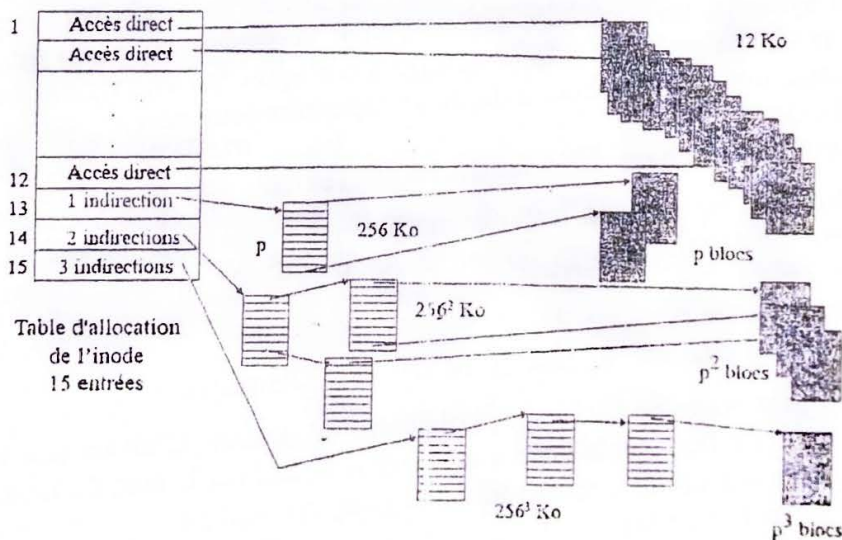 1
Accès direct
Accès direct
12 Ko
12
Accès direct
13
1 indirection
14
2 indirections
15
3 indirections
p
256 Ko
p blocs
Table d'allocation
de l'inode
15 entrées
256² Ko
p² blocs
256³ Ko
p³ blocs